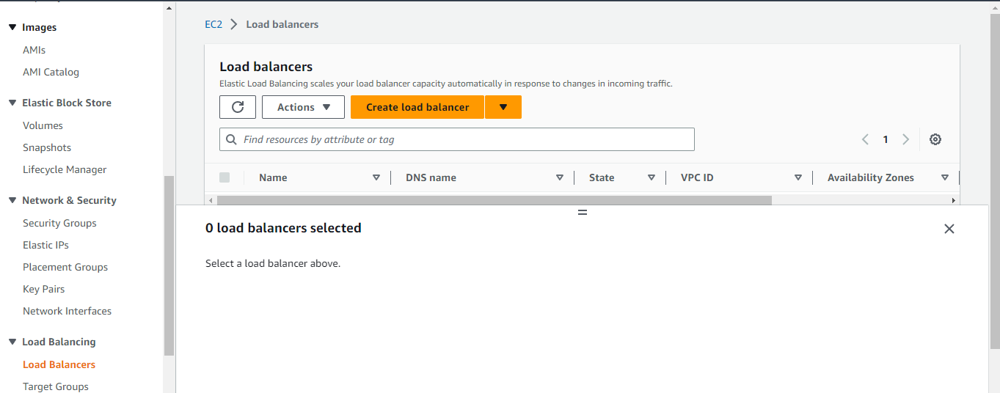 Images
AMIs
AMI Catalog
Elastic Block Store
Volumes
Snapshots
Lifecycle Manager
Network & Security
Security Groups
Elastic IPs
Placement Groups
Key Pairs
Network Interfaces
Load Balancing
Load Balancers
Target Groups
EC2 Load balancers
Load balancers
Elastic Load Balancing scales your load balancer capacity automatically in response to changes in incoming traffic.
Actions Create load balancer
Find resources by attribute or tag 1
Name DNS name State VPC ID Availability Zones
0 load balancers selected
Select a load balancer above.